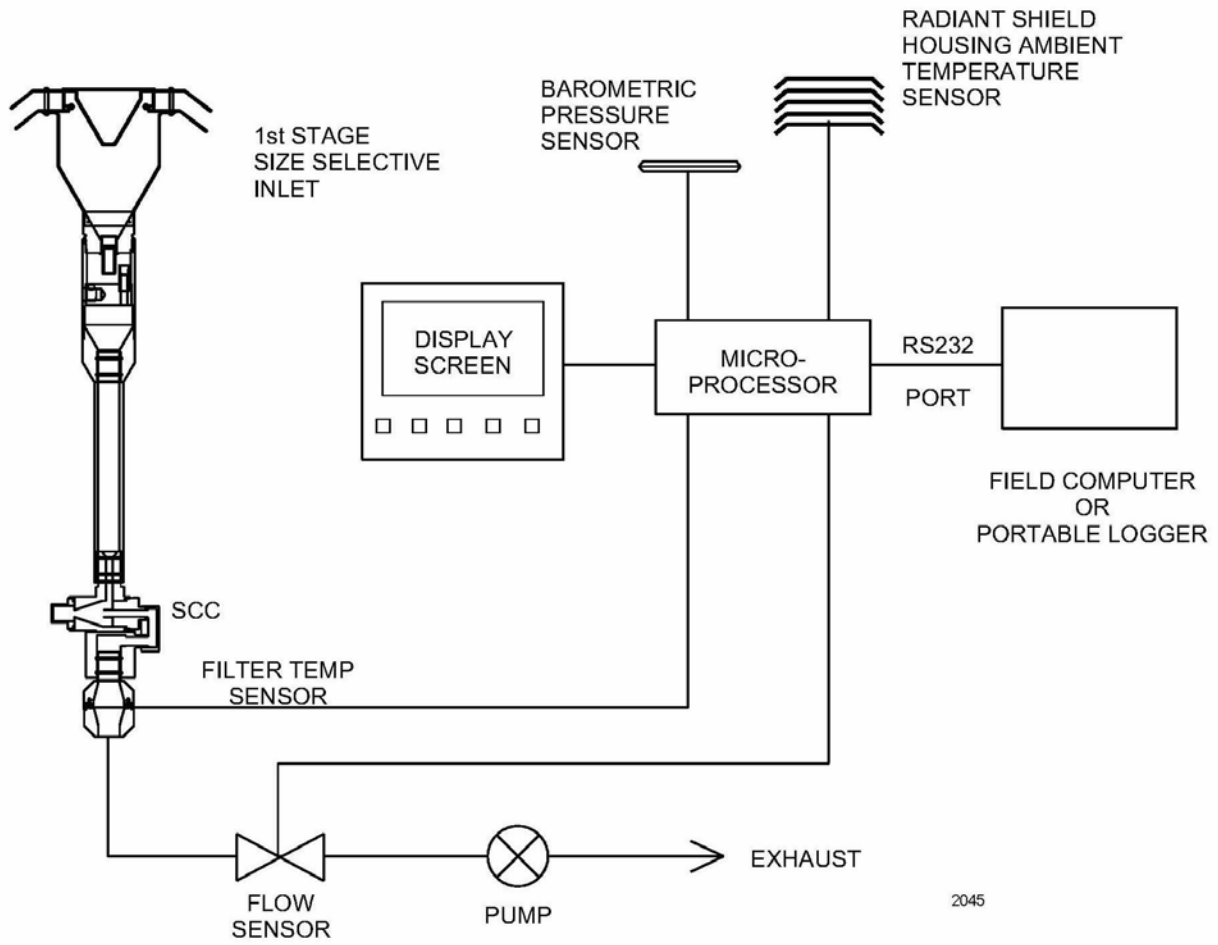 RADIANT SHIELD
HOUSING AMBIENT
TEMPERATURE
SENSOR
BAROMETRIC
PRESSURE
SENSOR
1st STAGE
SIZE SELECTIVE
INLET
DISPLAY
SCREEN
MICRO-
PROCESSOR
RS232
PORT
FIELD COMPUTER
OR
PORTABLE LOGGER
SCC
FILTER TEMP
SENSOR
EXHAUST
FLOW
SENSOR
PUMP
2045